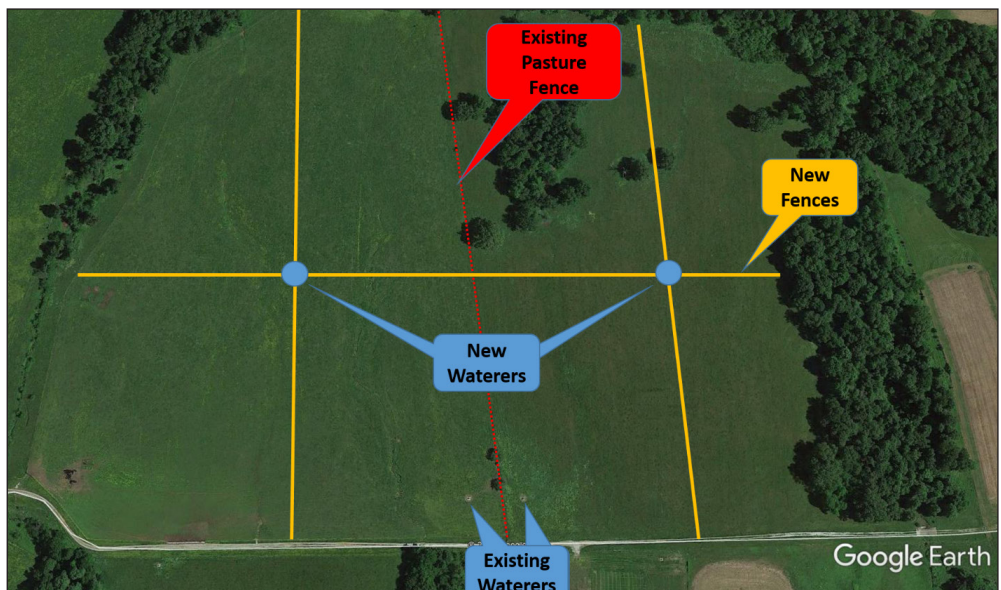 Existing
Pasture
Fence
New
Fences
New
Waterers
Existing
Waterers
Google Earth